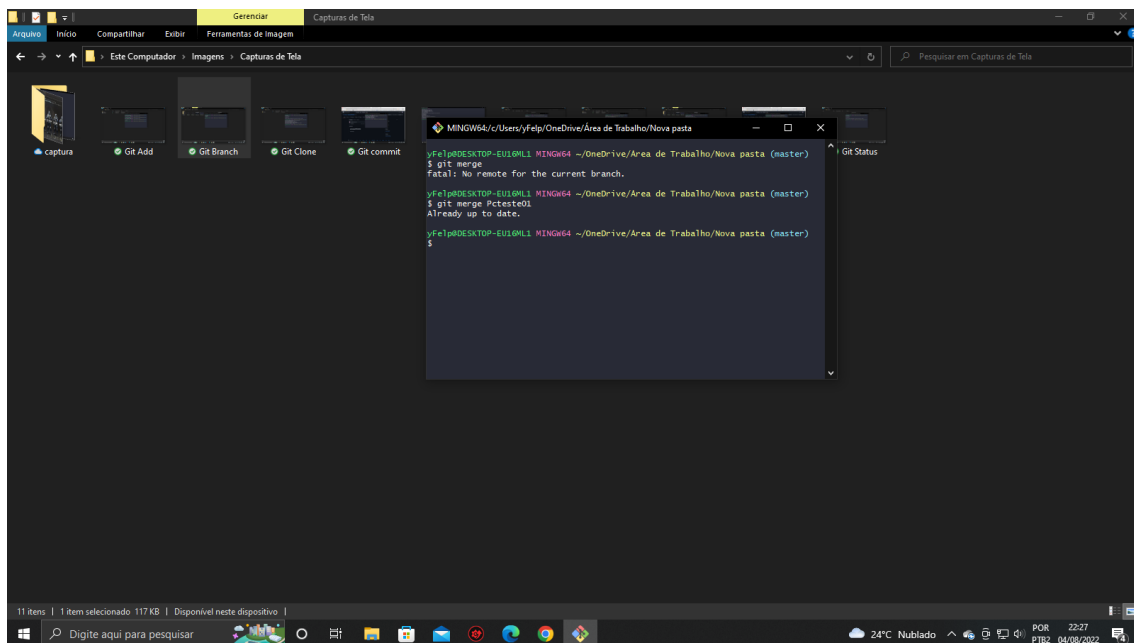 Gerenciar
Capturas de Tela
Arquivo Início Compartilhar Exibir Ferramentas de Imagem
Este Computador > Imagens > Capturas de Tela
Pesquisar em Capturas de Tela
captura
Git Add
Git Branch
Git Clone
Git commit
Git Status
MINGW64:/c/Users/yFelp/OneDrive/Área de Trabalho/Nova pasta
yFelp@DESKTOP-EU16ML1 MINGW64 ~/OneDrive/Área de Trabalho/Nova pasta (master)
$ git merge
fatal: No remote for the current branch.
yFelp@DESKTOP-EU16ML1 MINGW64 ~/OneDrive/Área de Trabalho/Nova pasta (master)
$ git merge Pcteste01
Already up to date.
yFelp@DESKTOP-EU16ML1 MINGW64 ~/OneDrive/Área de Trabalho/Nova pasta (master)
$
11 itens | 1 item selecionado 117 KB | Disponível neste dispositivo |
Digite aqui para pesquisar
24°C Nublado
POR
PTB2
22:27
04/08/2022
4